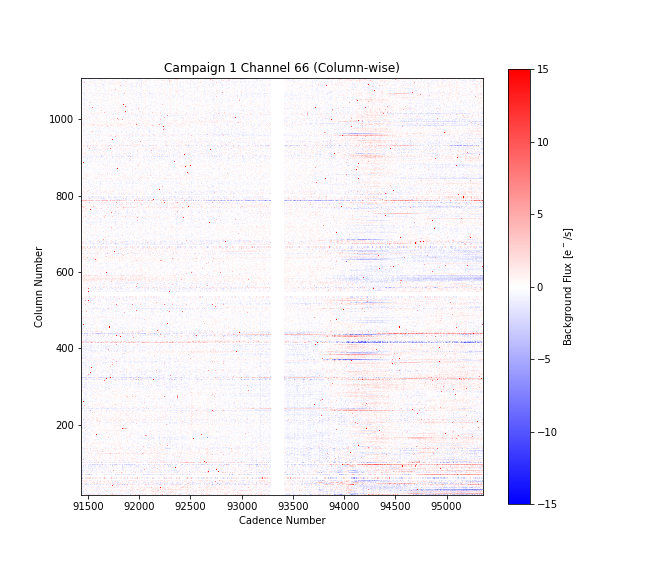 Campaign 1 Channel 66 (Column-wise)
1000
800
600
400
200
Column Number
91500 92000 92500 93000 93500 94000 94500 95000
Cadence Number
15
10
5
0
−5
−10
−15
Background Flux [e⁻/s]